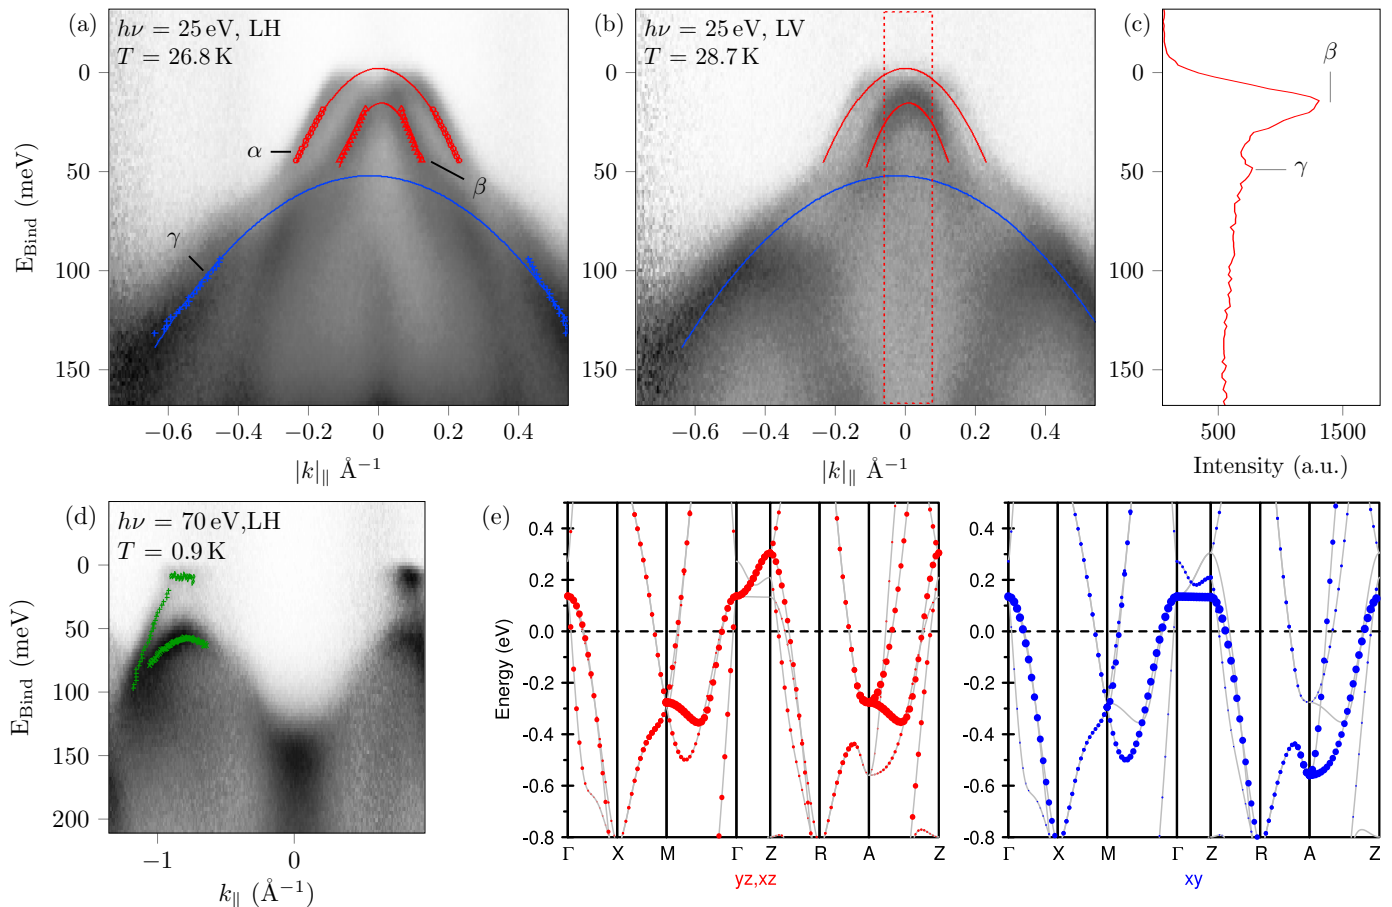 (a)
hν = 25 eV, LH
T = 26.8 K
0
50
100
150
E_Bind (meV)
α
β
γ
−0.6 −0.4 −0.2 0 0.2 0.4
|k|_∥ Å⁻¹
(b)
hν = 25 eV, LV
T = 28.7 K
0
50
100
150
−0.6 −0.4 −0.2 0 0.2 0.4
|k|_∥ Å⁻¹
(c)
0
50
100
150
β
γ
500 1500
Intensity (a.u.)
(d)
hν = 70 eV,LH
T = 0.9 K
0
50
100
150
200
E_Bind (meV)
−1 0
k_∥ (Å⁻¹)
(e)
0.4
0.2
0.0
-0.2
-0.4
-0.6
-0.8
Energy (eV)
Γ X M Γ Z R A Z
yz,xz
0.4
0.2
0.0
-0.2
-0.4
-0.6
-0.8
Γ X M Γ Z R A Z
xy